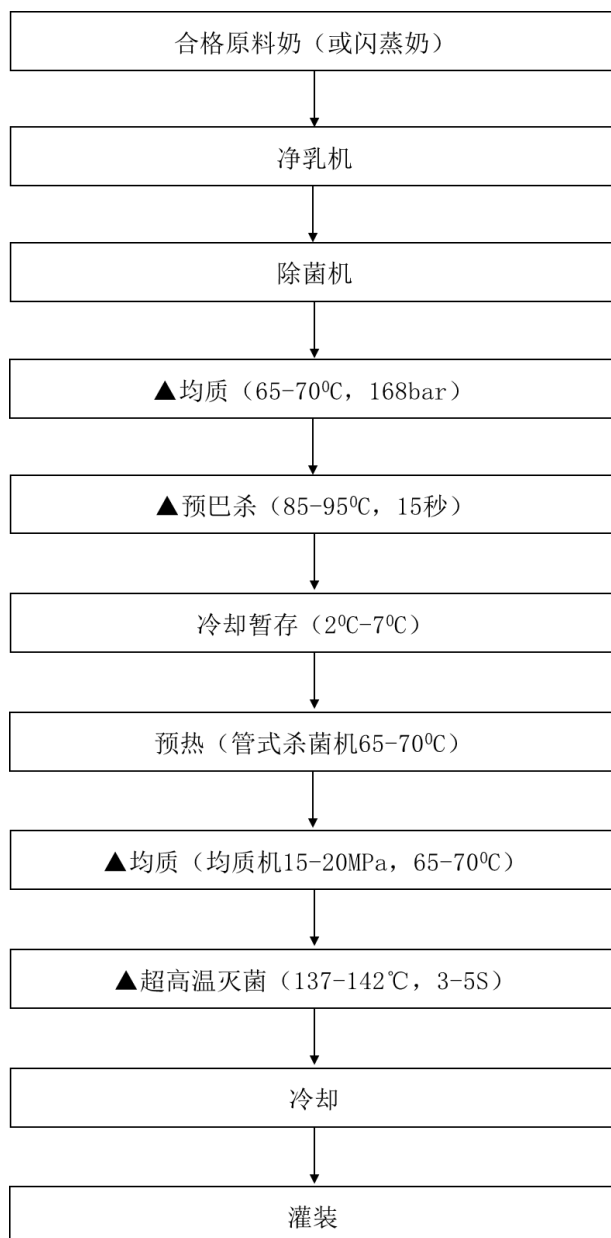 合格原料奶（或闪蒸奶）
净乳机
除菌机
▲均质（65-70⁰C，168bar）
▲预巴杀（85-95⁰C，15秒）
冷却暂存（2⁰C-7⁰C）
预热（管式杀菌机65-70⁰C）
▲均质（均质机15-20MPa，65-70⁰C）
▲超高温灭菌（137-142℃，3-5S）
冷却
灌装